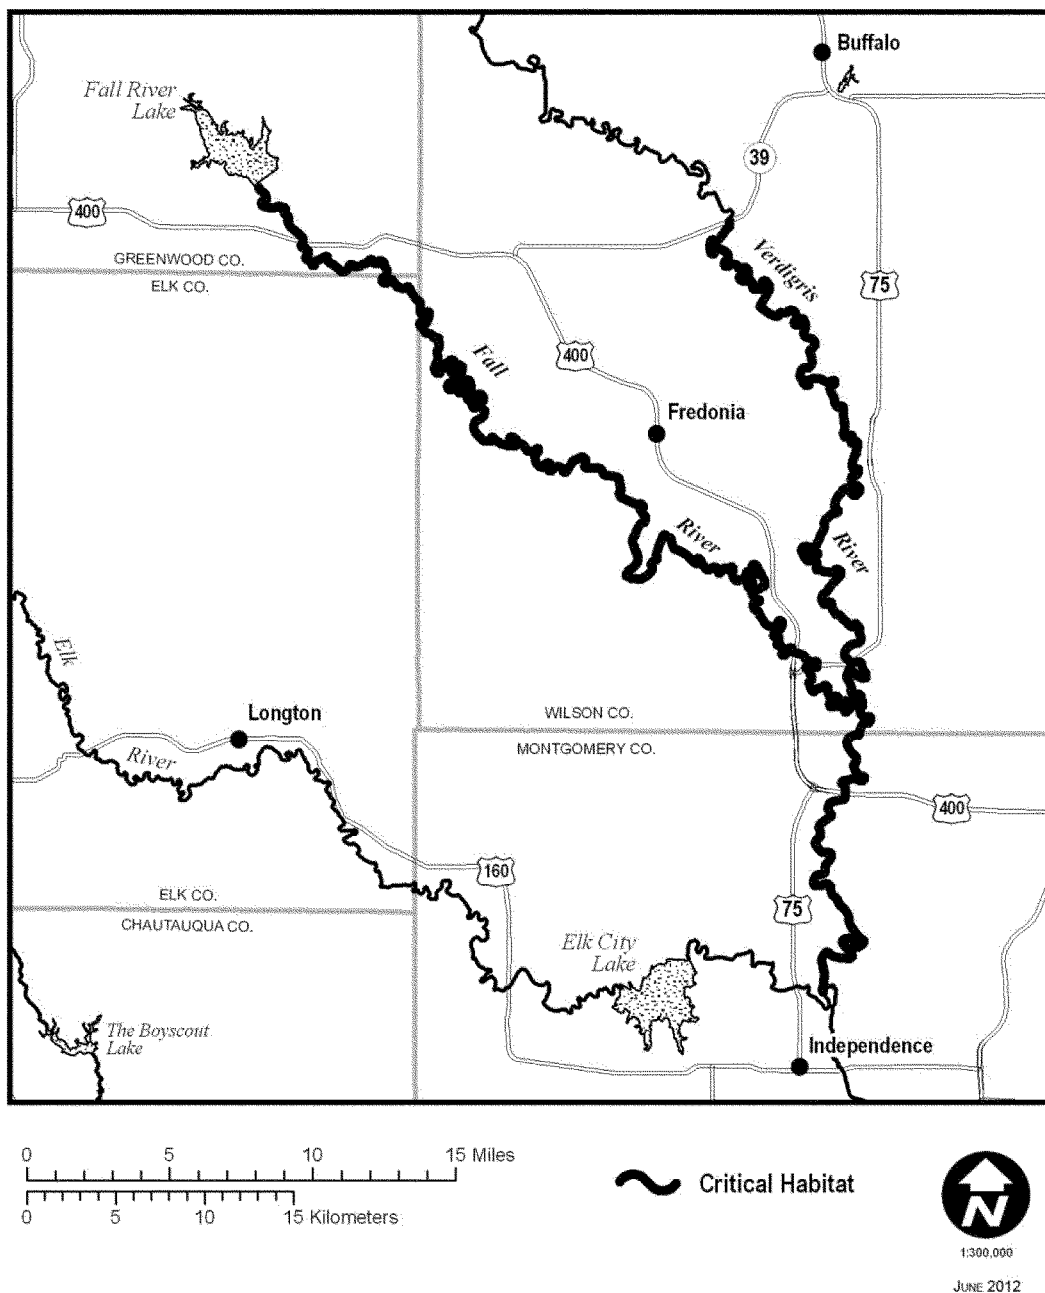 Buffalo
Fall River
Lake
39
400
Verdigris
GREENWOOD CO.
ELK CO.
75
400
Fall
Fredonia
River
River
Elk
Longton
WILSON CO.
River
MONTGOMERY CO.
400
160
ELK CO.
75
CHAUTAUQUA CO.
Elk City
Lake
The Boyscout
Lake
Independence
0 5 10 15 Miles
0 5 10 15 Kilometers
Critical Habitat
N
1:300,000
JUNE 2012